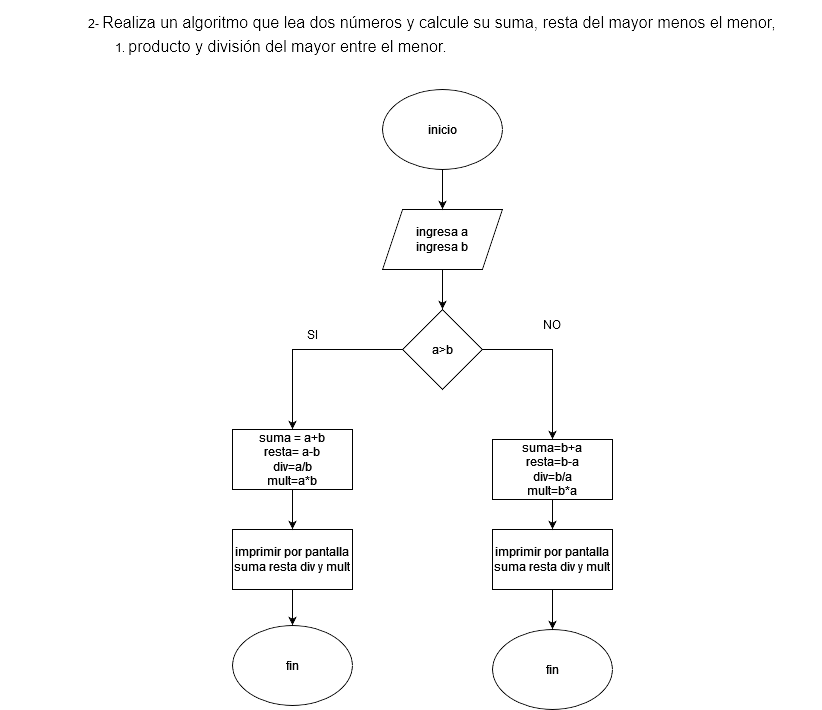 2- Realiza un algoritmo que lea dos números y calcule su suma, resta del mayor menos el menor,
1. producto y división del mayor entre el menor.
inicio
ingresa a
ingresa b
a>b
SI
NO
suma = a+b
resta= a-b
div=a/b
mult=a*b
suma=b+a
resta=b-a
div=b/a
mult=b*a
imprimir por pantalla
suma resta div y mult
imprimir por pantalla
suma resta div y mult
fin
fin